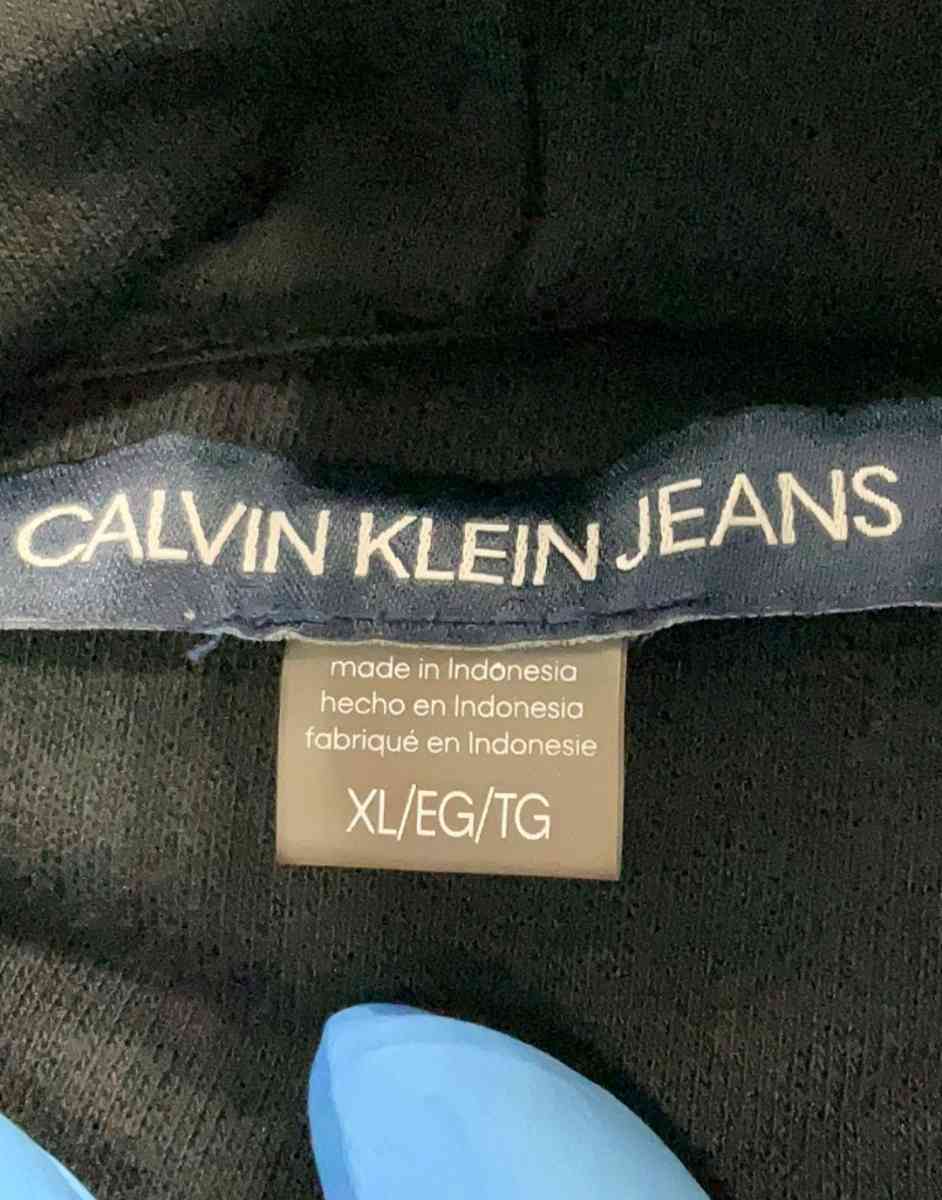 CALVIN KLEIN JEANS
made in Indonesia
hecho en Indonesia
fabriqué en Indonesie
XL/EG/TG